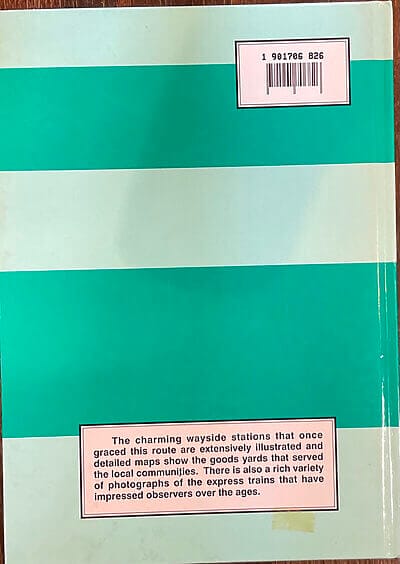 1 901706 826
The charming wayside stations that once
graced this route are extensively illustrated and
detailed maps show the goods yards that served
the local communities. There is also a rich variety
of photographs of the express trains that have
impressed observers over the ages.